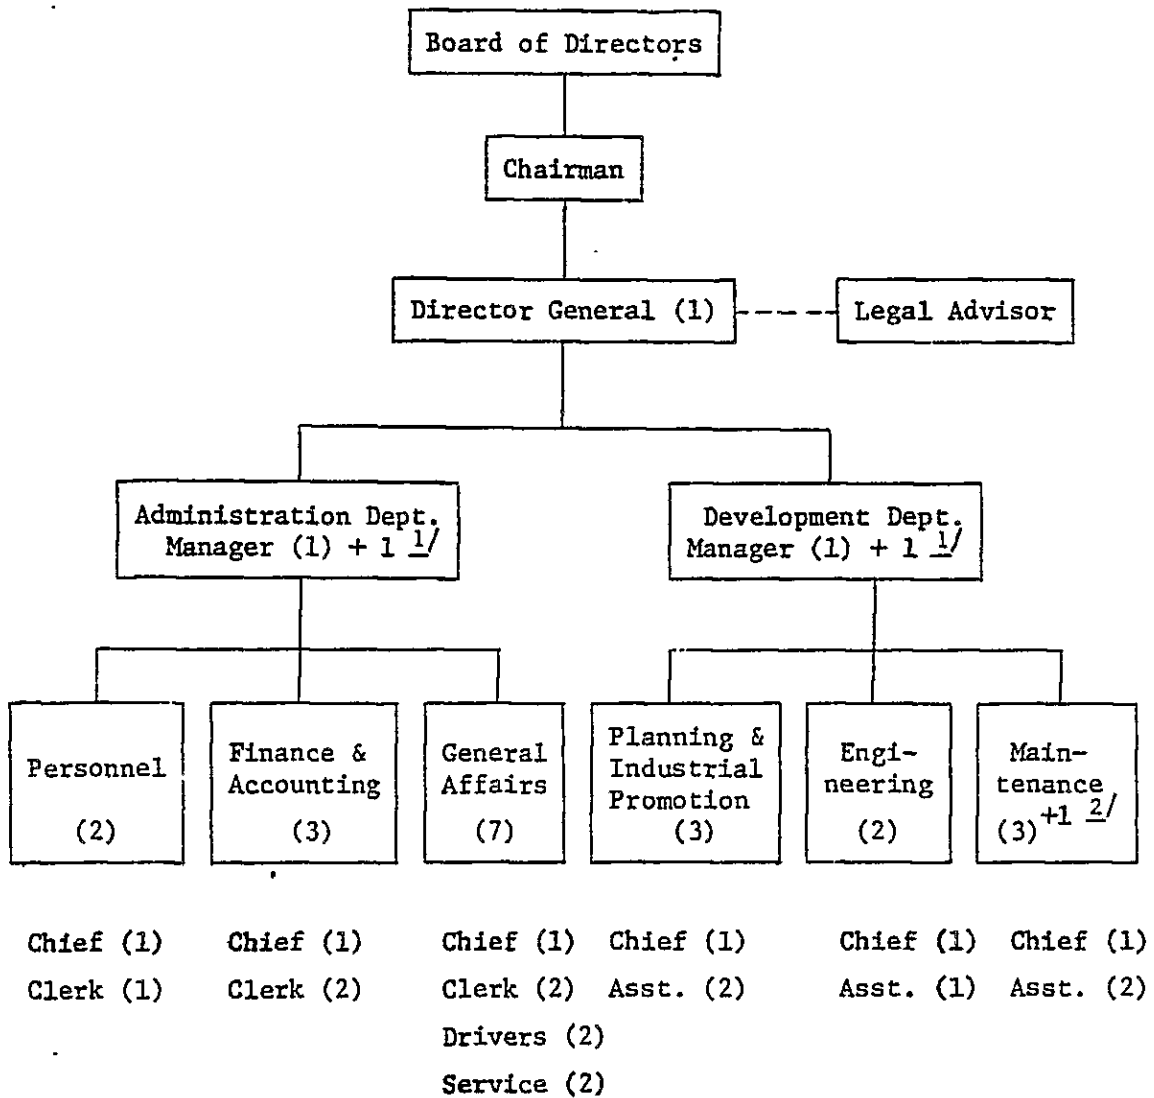 Board of Directors
Chairman
Director General (1)
Legal Advisor
Administration Dept.
Manager (1) + 1 1/
Development Dept.
Manager (1) + 1 1/
Personnel
(2)
Finance &
Accounting
(3)
General
Affairs
(7)
Planning &
Industrial
Promotion
(3)
Engi-
neering
(2)
Main-
tenance
(3)+1 2/
Chief (1)
Clerk (1)
Chief (1)
Clerk (2)
Chief (1)
Clerk (2)
Drivers (2)
Service (2)
Chief (1)
Asst. (2)
Chief (1)
Asst. (1)
Chief (1)
Asst. (2)